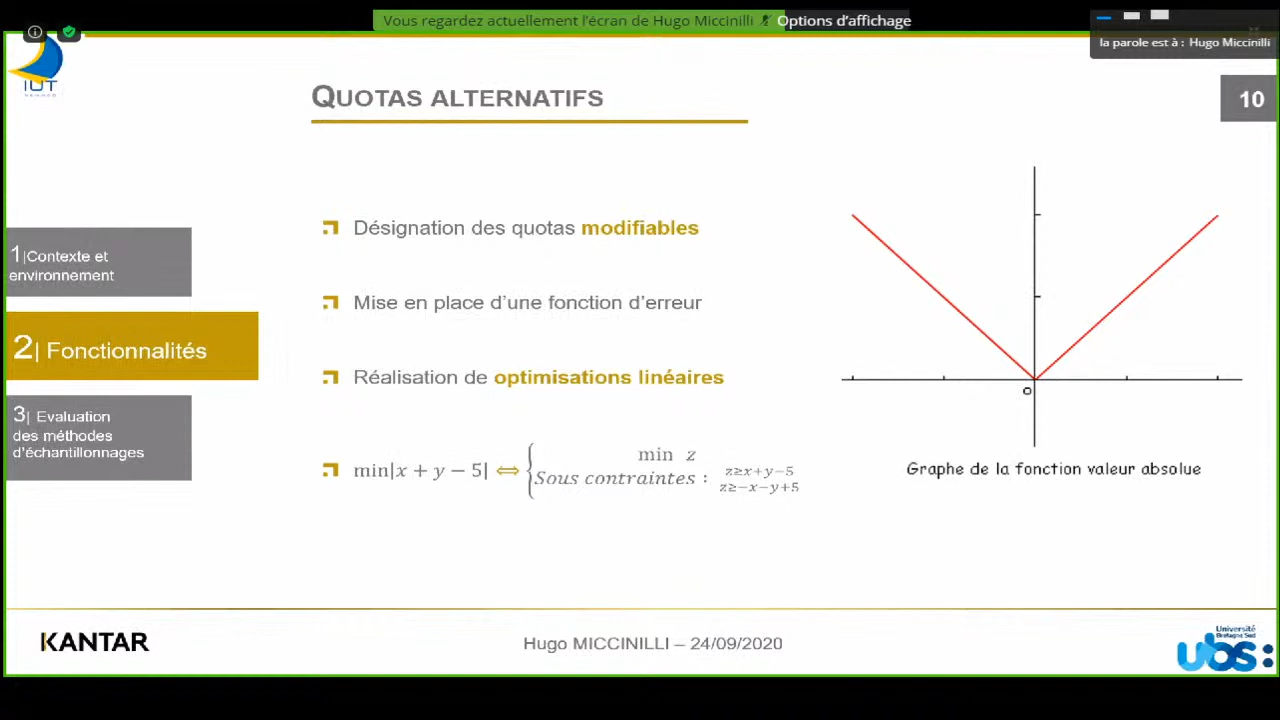 Vous regardez actuellement l'écran de Hugo Miccinilli
Options d'affichage
la parole est à : Hugo Miccinilli
IUT
QUOTAS ALTERNATIFS
10
1|Contexte et
environnement
2| Fonctionnalités
3| Evaluation
des méthodes
d'échantillonnages
Désignation des quotas modifiables
Mise en place d'une fonction d'erreur
Réalisation de optimisations linéaires
min|x + y − 5| ⟺ { min z
Sous contraintes : z≥x+y−5
z≥−x−y+5
o
Graphe de la fonction valeur absolue
KANTAR
Hugo MICCINILLI – 24/09/2020
Université
Bretagne Sud
ubs: